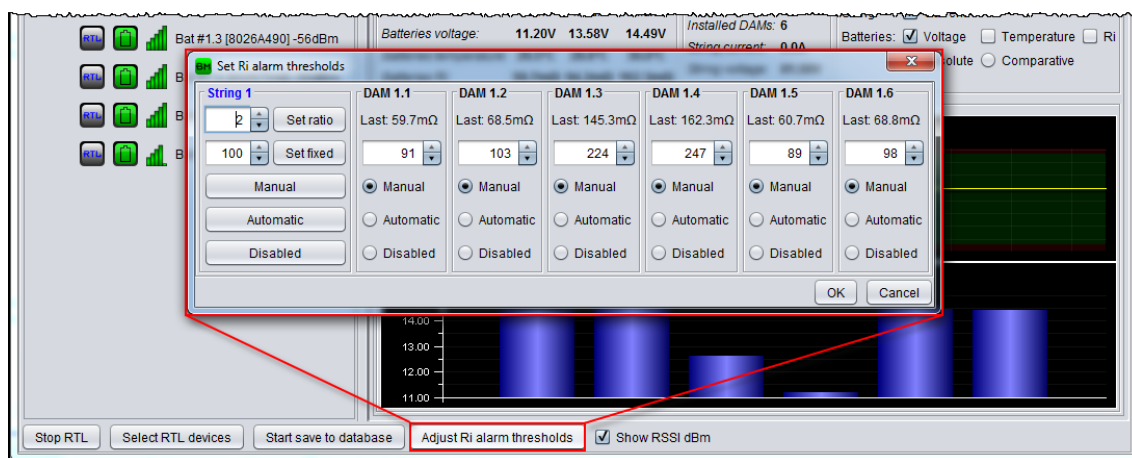 RTL Bat #1.3 [8026A490] -56dBm
Batteries voltage: 11.20V 13.58V 14.49V
Installed DAMs: 6
String current: 0.0A
Batteries: Voltage Temperature Ri
Comparative
RTL
RTL
RTL
BM Set Ri alarm thresholds
String 1 DAM 1.1 DAM 1.2 DAM 1.3 DAM 1.4 DAM 1.5 DAM 1.6
2 Set ratio Last: 59.7mΩ Last: 68.5mΩ Last: 145.3mΩ Last: 162.3mΩ Last: 60.7mΩ Last: 68.8mΩ
100 Set fixed 91 103 224 247 89 98
Manual Manual Manual Manual Manual Manual Manual
Automatic Automatic Automatic Automatic Automatic Automatic Automatic
Disabled Disabled Disabled Disabled Disabled Disabled Disabled
OK Cancel
14.00
13.00
12.00
11.00
Stop RTL Select RTL devices Start save to database Adjust Ri alarm thresholds Show RSSI dBm